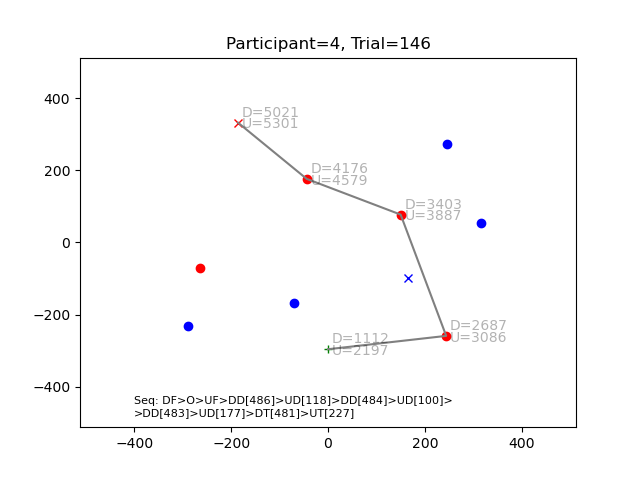 Participant=4, Trial=146
D=5021
U=5301
D=4176
U=4579
D=3403
U=3887
D=2687
U=3086
D=1112
U=2197
Seq: DF>O>UF>DD[486]>UD[118]>DD[484]>UD[100]>
>DD[483]>UD[177]>DT[481]>UT[227]
400
200
0
−200
−400
−400
−200
0
200
400